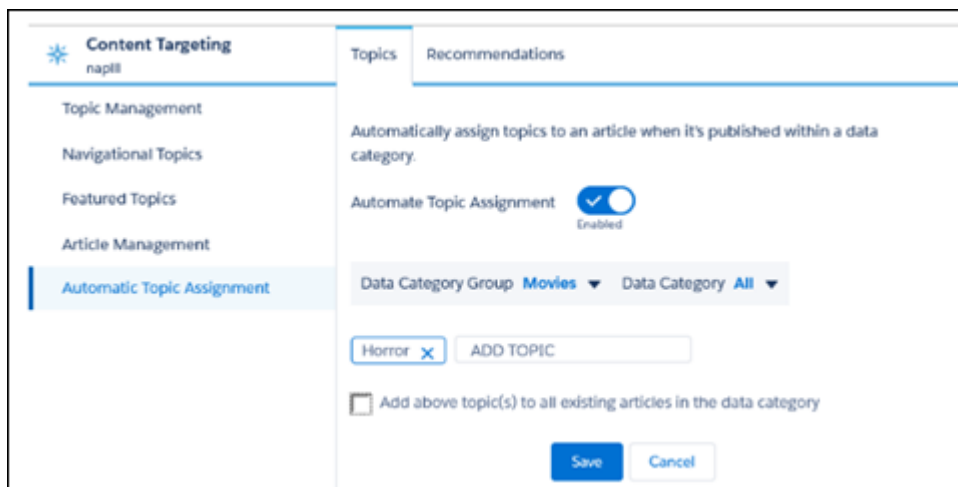 Content Targeting
napIII
Topic Management
Navigational Topics
Featured Topics
Article Management
Automatic Topic Assignment
Topics Recommendations
Automatically assign topics to an article when it's published within a data
category.
Automate Topic Assignment
Enabled
Data Category Group Movies Data Category All
Horror ADD TOPIC
Add above topic(s) to all existing articles in the data category
Save Cancel